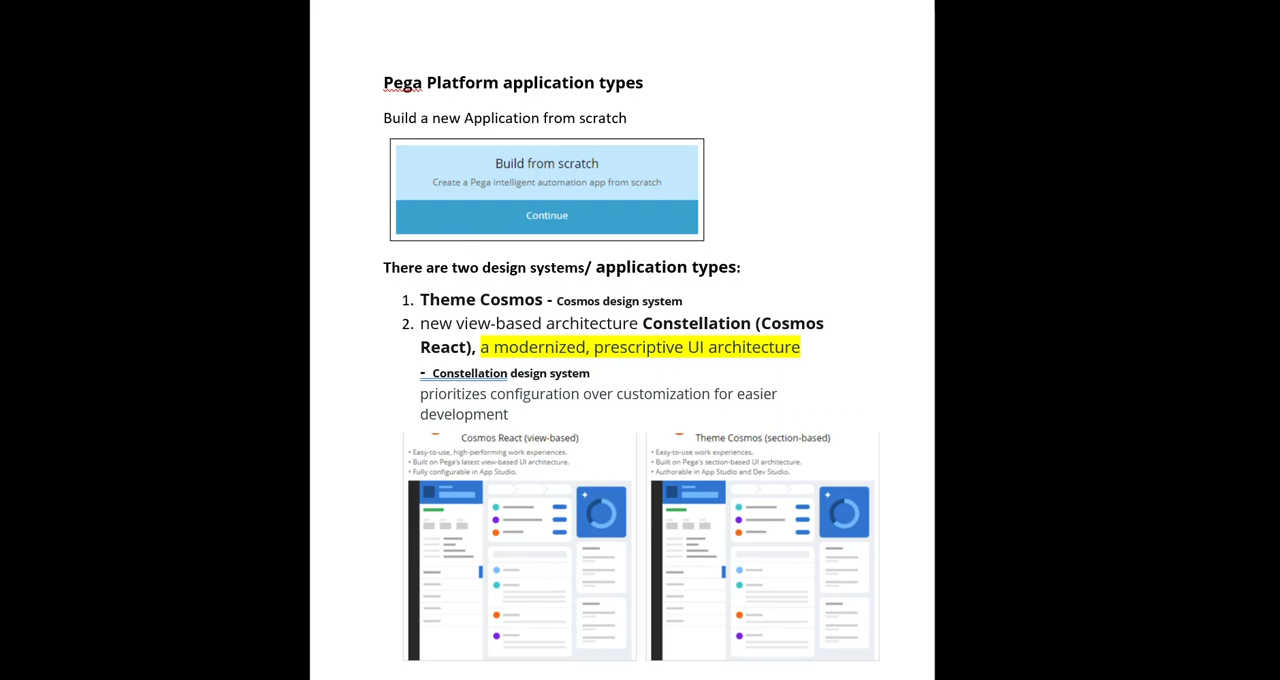 Pega Platform application types
Build a new Application from scratch
Build from scratch
Create a Pega intelligent automation app from scratch
Continue
There are two design systems/ application types:
1. Theme Cosmos - Cosmos design system
2. new view-based architecture Constellation (Cosmos
React), a modernized, prescriptive UI architecture
- Constellation design system
prioritizes configuration over customization for easier
development
Cosmos React (view-based)
• Easy-to-use, high-performing work experiences.
• Built on Pega's latest view-based UI architecture.
• Fully configurable in App Studio.
Theme Cosmos (section-based)
• Easy-to-use work experiences.
• Built on Pega's section-based UI architecture.
• Authorable in App Studio and Dev Studio.